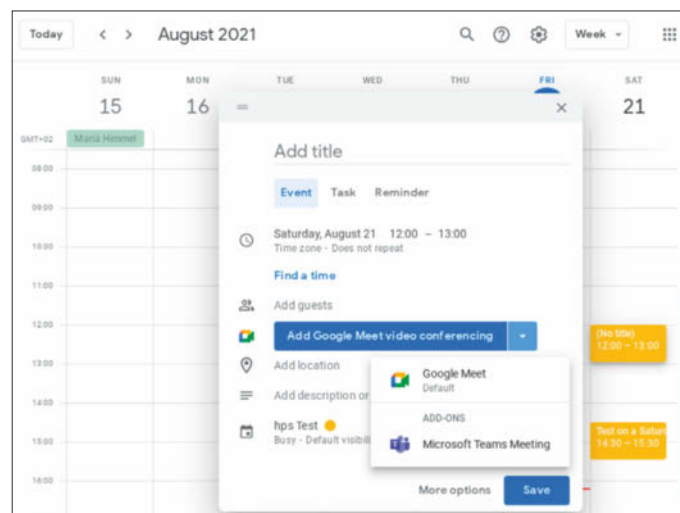 Today
August 2021
Week
SUN MON TUE WED THU FRI SAT
15 16 21
GMT+02 Maria Himmel
Add title
Event Task Reminder
Saturday, August 21 12:00 – 13:00
Time zone - Does not repeat
Find a time
Add guests
Add Google Meet video conferencing
Add location
Add description or
hps Test
Busy - Default visibili
Google Meet
Default
ADD-ONS
Microsoft Teams Meeting
More options Save
08:00
09:00
10:00
11:00
12:00
13:00
14:00
15:00
16:00
(No title)
12:00 – 13:00
Test on a Satur
14:30 – 15:30